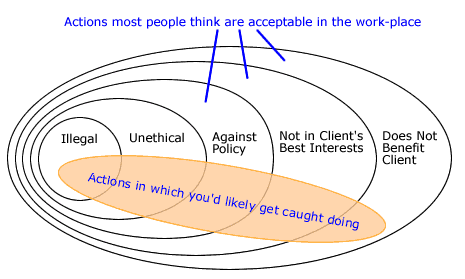 Actions most people think are acceptable in the work-place
Illegal
Unethical
Against
Policy
Not in Client's
Best Interests
Does Not
Benefit
Client
Actions in which you'd likely get caught doing